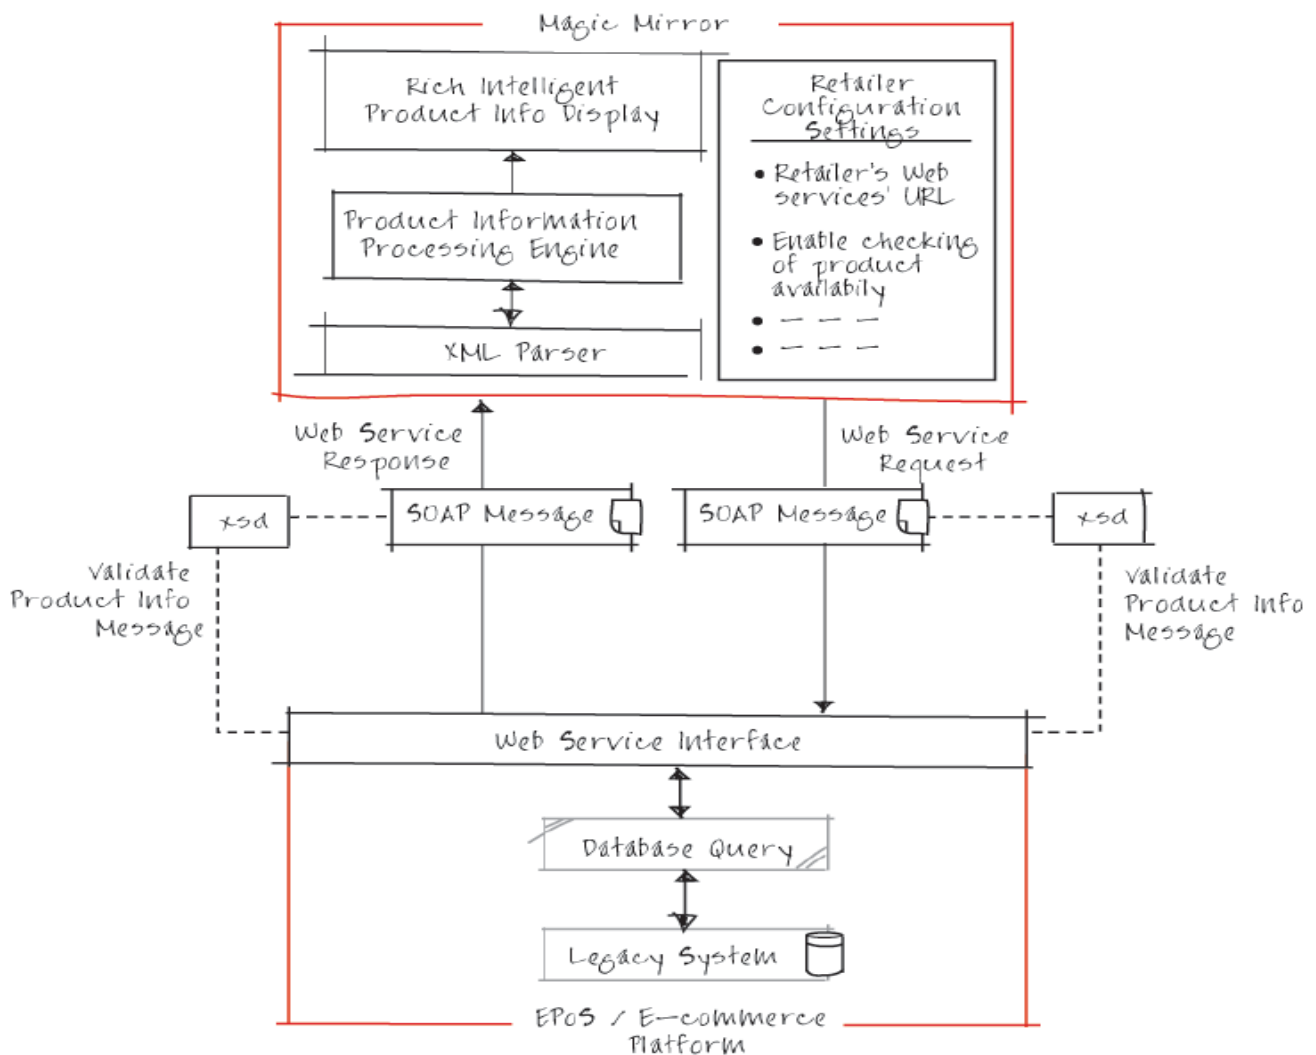 Magic Mirror
Rich Intelligent
Product Info Display
Product Information
Processing Engine
XML Parser
Retailer
Configuration
Settings
• Retailer's Web
services' URL
• Enable checking
of product
availabily
• — — —
• — — —
Web Service
Response
Web Service
Request
xsd
SOAP Message
SOAP Message
xsd
Validate
Product Info
Message
Validate
Product Info
Message
Web Service Interface
Database Query
Legacy System
EPoS / E-commerce
Platform